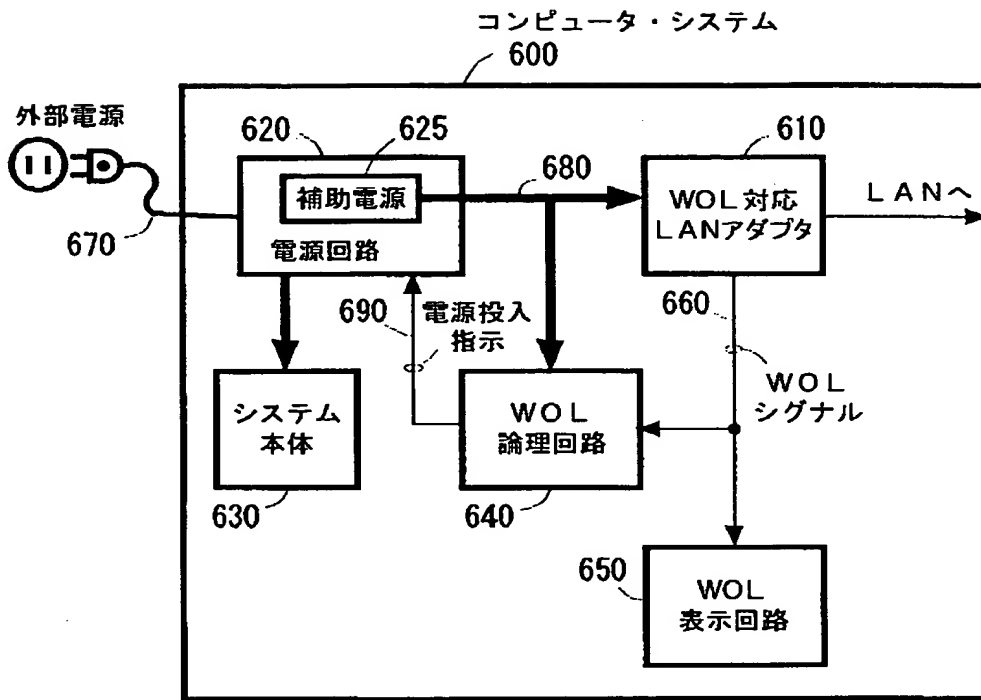 コンピュータ・システム
600
外部電源
670
620
625
補助電源
電源回路
680
610
WOL対応
LANアダプタ
LANへ
690
電源投入
指示
660
WOL
シグナル
システム
本体
630
WOL
論理回路
640
650
WOL
表示回路